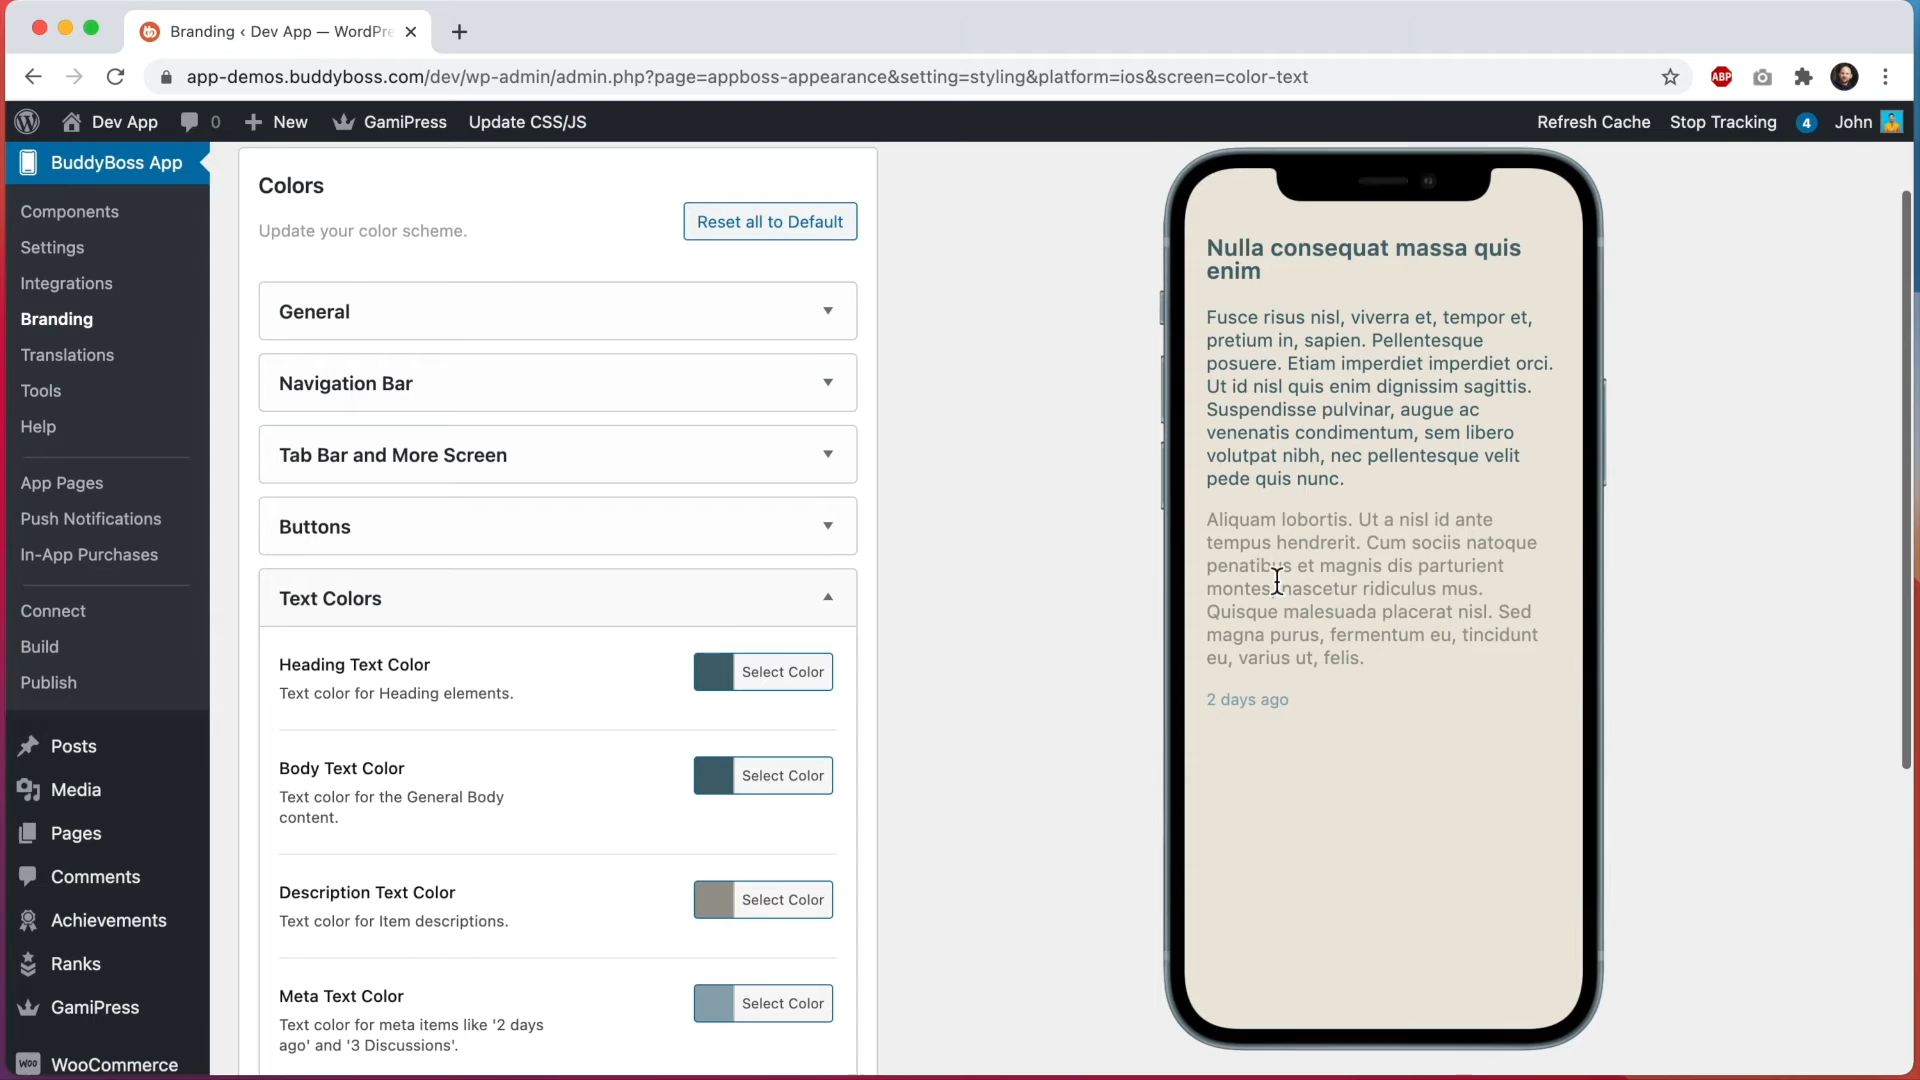 Branding ‹ Dev App — WordPre
app-demos.buddyboss.com/dev/wp-admin/admin.php?page=appboss-appearance&setting=styling&platform=ios&screen=color-text
ABP
Dev App 0 New GamiPress Update CSS/JS Refresh Cache Stop Tracking 4 John
BuddyBoss App
Components
Settings
Integrations
Branding
Translations
Tools
Help
App Pages
Push Notifications
In-App Purchases
Connect
Build
Publish
Posts
Media
Pages
Comments
Achievements
Ranks
GamiPress
Woo WooCommerce
Colors
Update your color scheme.
Reset all to Default
General
Navigation Bar
Tab Bar and More Screen
Buttons
Text Colors
Heading Text Color
Text color for Heading elements.
Select Color
Body Text Color
Text color for the General Body
content.
Select Color
Description Text Color
Text color for Item descriptions.
Select Color
Meta Text Color
Text color for meta items like '2 days
ago' and '3 Discussions'.
Select Color
Nulla consequat massa quis
enim
Fusce risus nisl, viverra et, tempor et,
pretium in, sapien. Pellentesque
posuere. Etiam imperdiet imperdiet orci.
Ut id nisl quis enim dignissim sagittis.
Suspendisse pulvinar, augue ac
venenatis condimentum, sem libero
volutpat nibh, nec pellentesque velit
pede quis nunc.
Aliquam lobortis. Ut a nisl id ante
tempus hendrerit. Cum sociis natoque
penatibus et magnis dis parturient
montes, nascetur ridiculus mus.
Quisque malesuada placerat nisl. Sed
magna purus, fermentum eu, tincidunt
eu, varius ut, felis.
2 days ago